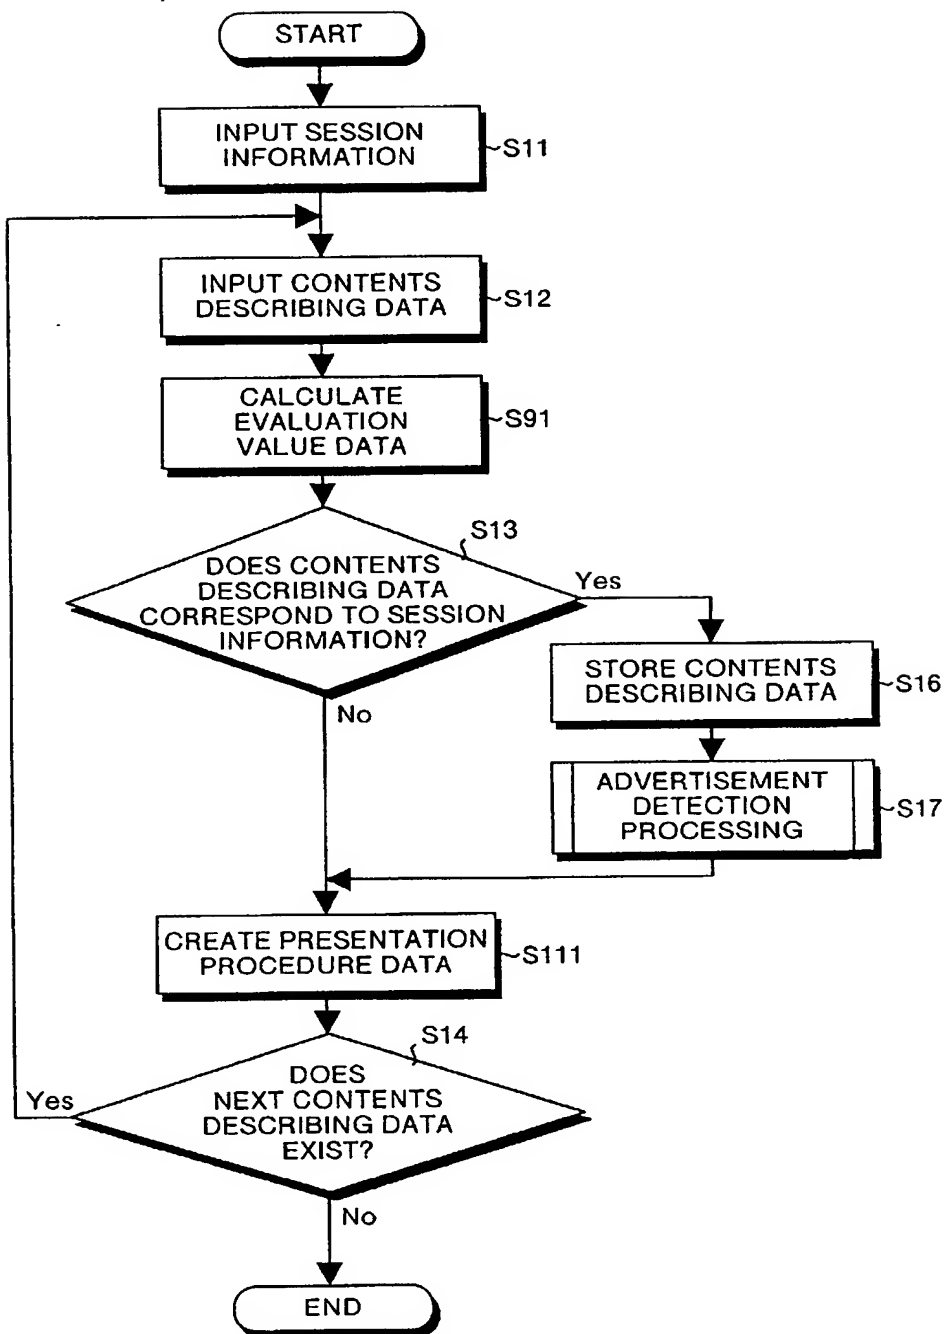 START
INPUT SESSION
INFORMATION
S11
INPUT CONTENTS
DESCRIBING DATA
S12
CALCULATE
EVALUATION
VALUE DATA
S91
S13
DOES CONTENTS
DESCRIBING DATA
CORRESPOND TO SESSION
INFORMATION?
Yes
No
STORE CONTENTS
DESCRIBING DATA
S16
ADVERTISEMENT
DETECTION
PROCESSING
S17
CREATE PRESENTATION
PROCEDURE DATA
S111
S14
DOES
NEXT CONTENTS
DESCRIBING DATA
EXIST?
Yes
No
END